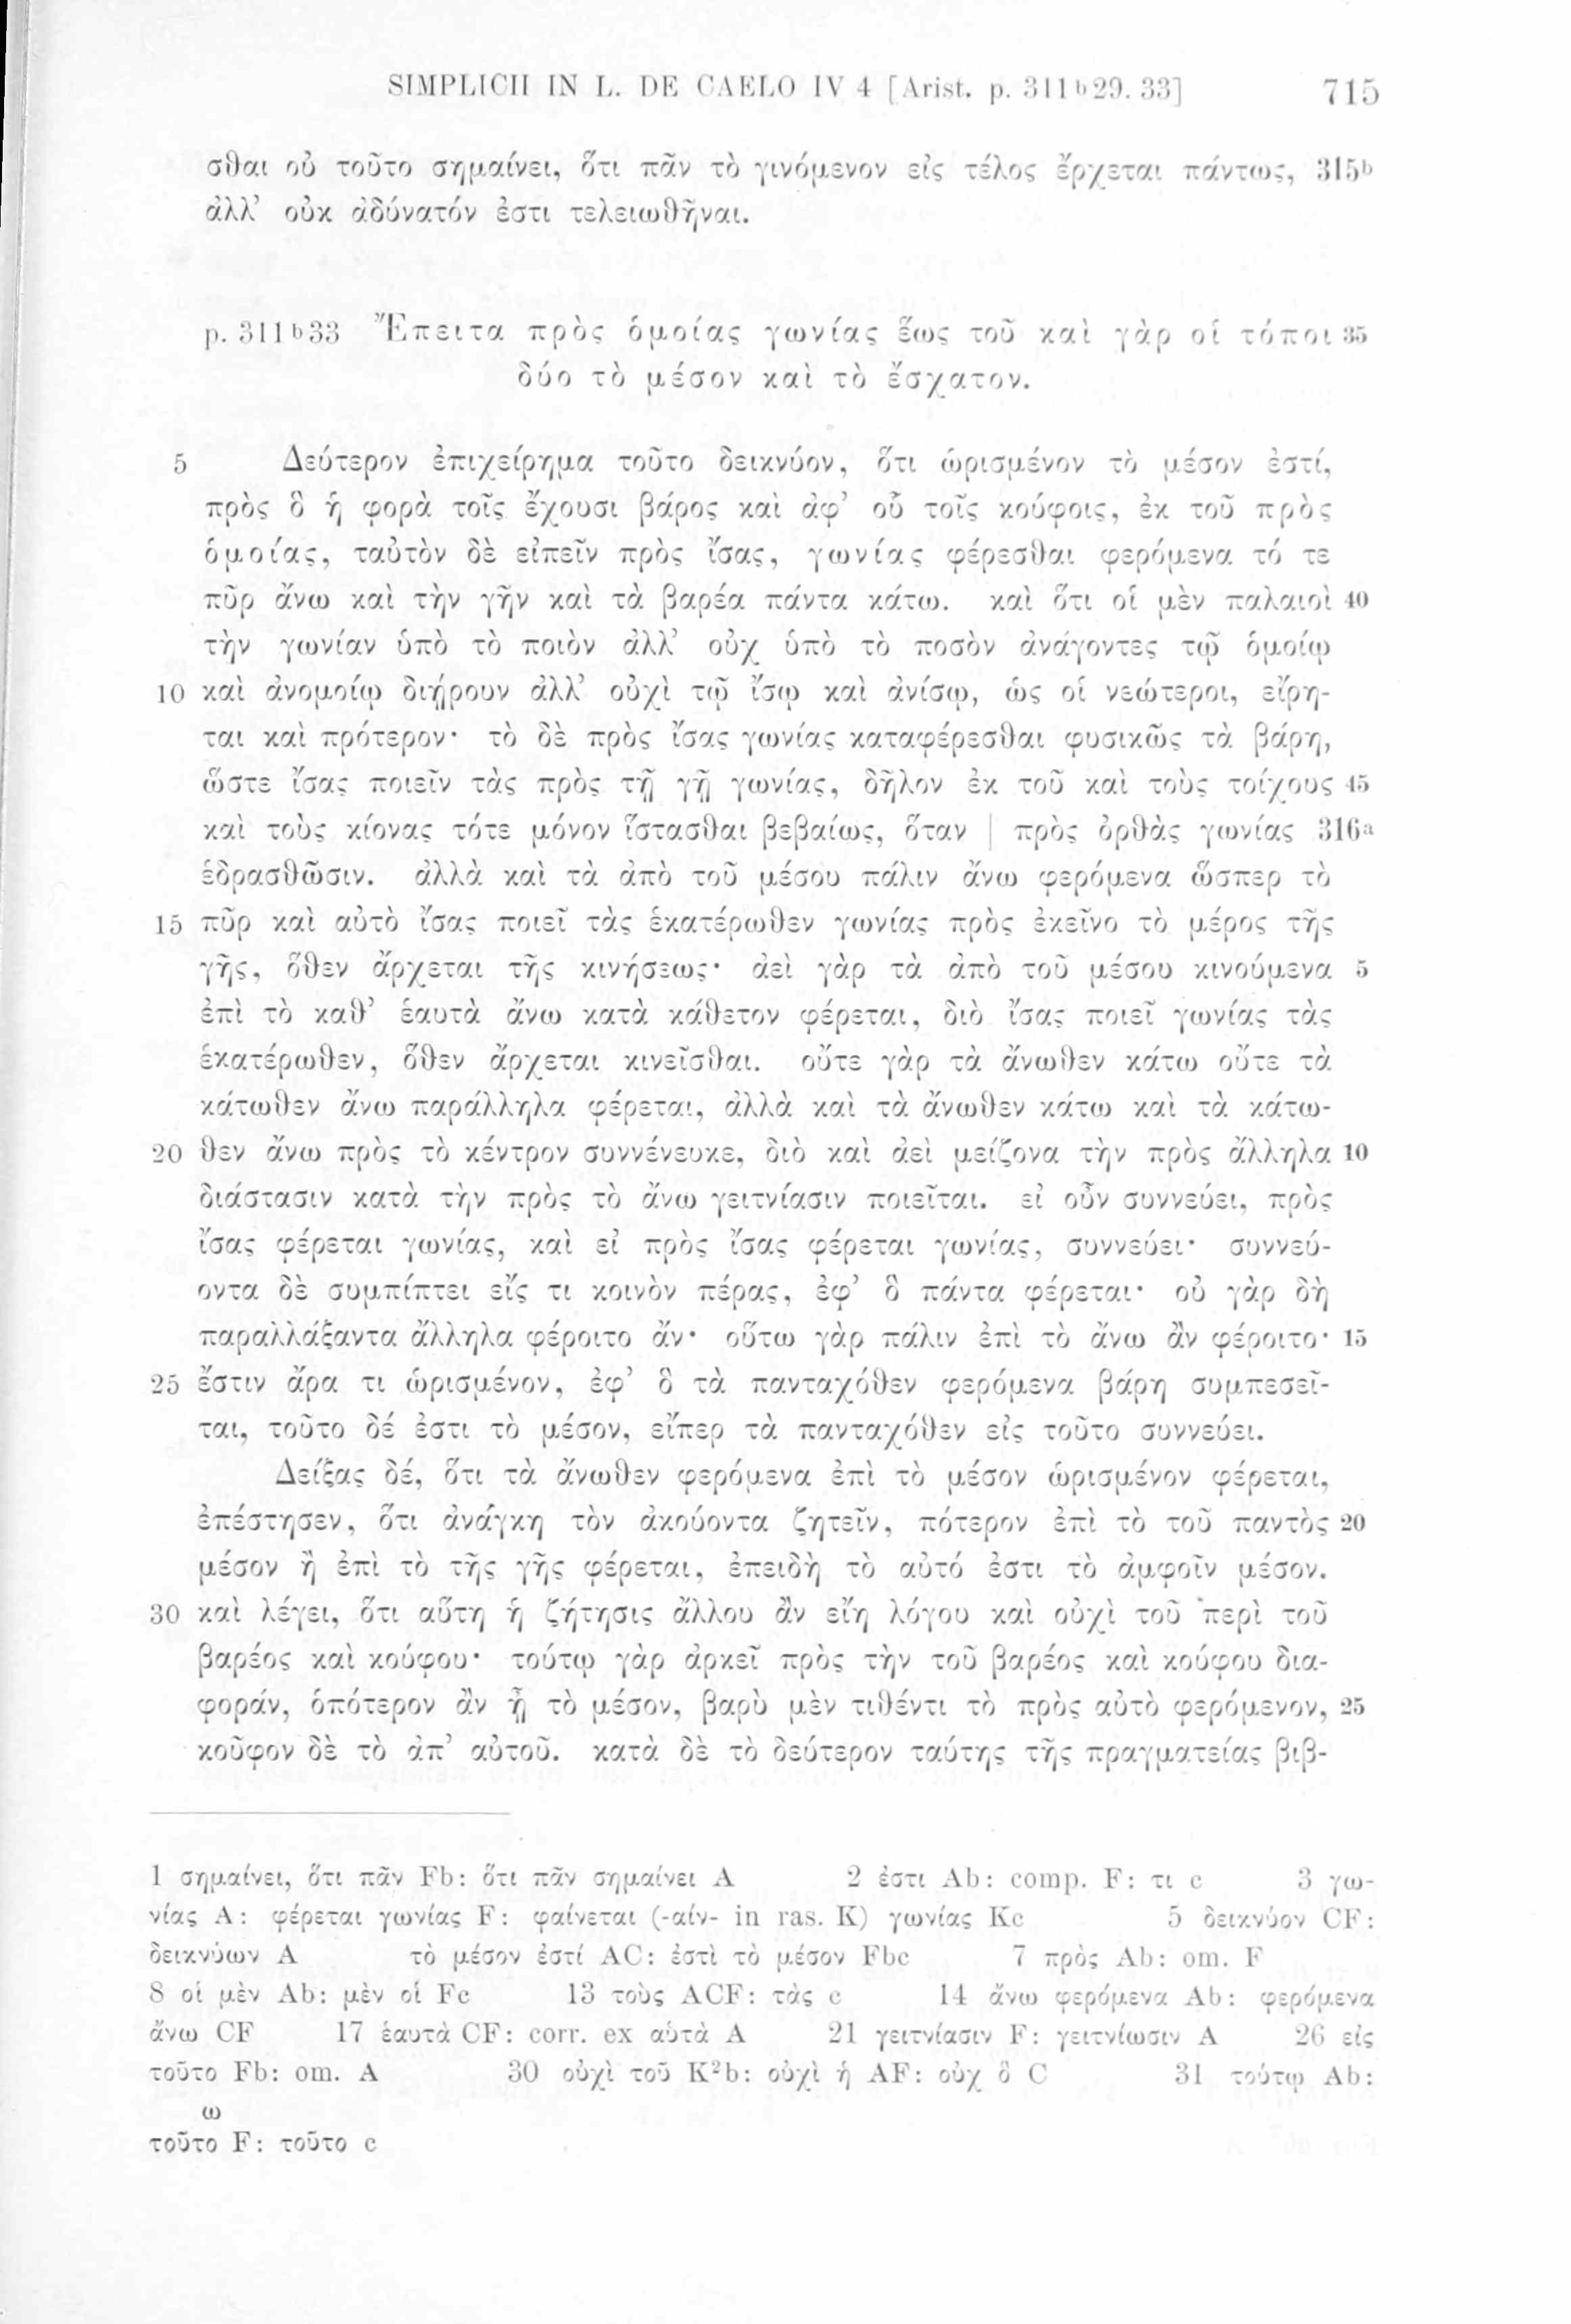 SIMPLICII IN L. DE CAELO IV 4 [Arist. p. 311ᵇ29. 33] 715
σθαι οὐ τοῦτο σημαίνει, ὅτι πᾶν τὸ γινόμενον εἰς τέλος ἔρχεται πάντως, 315ᵇ
ἀλλ’ οὐκ ἀδύνατόν ἐστι τελειωθῆναι.
p. 311ᵇ33 Ἔπειτα πρὸς ὁμοίας γωνίας ἕως τοῦ καὶ γὰρ οἱ τόποι 35
δύο τὸ μέσον καὶ τὸ ἔσχατον.
5 Δεύτερον ἐπιχείρημα τοῦτο δεικνύον, ὅτι ὡρισμένον τὸ μέσον ἐστί,
πρὸς ὃ ἡ φορὰ τοῖς ἔχουσι βάρος καὶ ἀφ’ οὗ τοῖς κούφοις, ἐκ τοῦ πρὸς
ὁμοίας, ταὐτὸν δὲ εἰπεῖν πρὸς ἴσας, γωνίας φέρεσθαι φερόμενα τό τε
πῦρ ἄνω καὶ τὴν γῆν καὶ τὰ βαρέα πάντα κάτω. καὶ ὅτι οἱ μὲν παλαιοὶ 40
τὴν γωνίαν ὑπὸ τὸ ποιὸν ἀλλ’ οὐχ ὑπὸ τὸ ποσὸν ἀνάγοντες τῷ ὁμοίῳ
10 καὶ ἀνομοίῳ διῄρουν ἀλλ’ οὐχὶ τῷ ἴσῳ καὶ ἀνίσῳ, ὡς οἱ νεώτεροι, εἴρη-
ται καὶ πρότερον· τὸ δὲ πρὸς ἴσας γωνίας καταφέρεσθαι φυσικῶς τὰ βάρη,
ὥστε ἴσας ποιεῖν τὰς πρὸς τῇ γῇ γωνίας, δῆλον ἐκ τοῦ καὶ τοὺς τοίχους 45
καὶ τοὺς κίονας τότε μόνον ἵστασθαι βεβαίως, ὅταν | πρὸς ὀρθὰς γωνίας 316ᵃ
ἑδρασθῶσιν. ἀλλὰ καὶ τὰ ἀπὸ τοῦ μέσου πάλιν ἄνω φερόμενα ὥσπερ τὸ
15 πῦρ καὶ αὐτὸ ἴσας ποιεῖ τὰς ἑκατέρωθεν γωνίας πρὸς ἐκεῖνο τὸ μέρος τῆς
γῆς, ὅθεν ἄρχεται τῆς κινήσεως· ἀεὶ γὰρ τὰ ἀπὸ τοῦ μέσου κινούμενα 5
ἐπὶ τὸ καθ’ ἑαυτὰ ἄνω κατὰ κάθετον φέρεται, διὸ ἴσας ποιεῖ γωνίας τὰς
ἑκατέρωθεν, ὅθεν ἄρχεται κινεῖσθαι. οὔτε γὰρ τὰ ἄνωθεν κάτω οὔτε τὰ
κάτωθεν ἄνω παράλληλα φέρεται, ἀλλὰ καὶ τὰ ἄνωθεν κάτω καὶ τὰ κάτω-
20 θεν ἄνω πρὸς τὸ κέντρον συννένευκε, διὸ καὶ ἀεὶ μείζονα τὴν πρὸς ἄλληλα 10
διάστασιν κατὰ τὴν πρὸς τὸ ἄνω γειτνίασιν ποιεῖται. εἰ οὖν συννεύει, πρὸς
ἴσας φέρεται γωνίας, καὶ εἰ πρὸς ἴσας φέρεται γωνίας, συννεύει· συννεύ-
οντα δὲ συμπίπτει εἴς τι κοινὸν πέρας, ἐφ’ ὃ πάντα φέρεται· οὐ γὰρ δὴ
παραλλάξαντα ἄλληλα φέροιτο ἄν· οὕτω γὰρ πάλιν ἐπὶ τὸ ἄνω ἂν φέροιτο· 15
25 ἔστιν ἄρα τι ὡρισμένον, ἐφ’ ὃ τὰ πανταχόθεν φερόμενα βάρη συμπεσεῖ-
ται, τοῦτο δέ ἐστι τὸ μέσον, εἴπερ τὰ πανταχόθεν εἰς τοῦτο συννεύει.
Δείξας δέ, ὅτι τὰ ἄνωθεν φερόμενα ἐπὶ τὸ μέσον ὡρισμένον φέρεται,
ἐπέστησεν, ὅτι ἀνάγκη τὸν ἀκούοντα ζητεῖν, πότερον ἐπὶ τὸ τοῦ παντὸς 20
μέσον ἢ ἐπὶ τὸ τῆς γῆς φέρεται, ἐπειδὴ τὸ αὐτό ἐστι τὸ ἀμφοῖν μέσον.
30 καὶ λέγει, ὅτι αὕτη ἡ ζήτησις ἄλλου ἂν εἴη λόγου καὶ οὐχὶ τοῦ περὶ τοῦ
βαρέος καὶ κούφου· τούτῳ γὰρ ἀρκεῖ πρὸς τὴν τοῦ βαρέος καὶ κούφου δια-
φοράν, ὁπότερον ἂν ᾖ τὸ μέσον, βαρὺ μὲν τιθέντι τὸ πρὸς αὐτὸ φερόμενον, 25
κοῦφον δὲ τὸ ἀπ’ αὐτοῦ. κατὰ δὲ τὸ δεύτερον ταύτης τῆς πραγματείας βιβ-
1 σημαίνει, ὅτι πᾶν Fb: ὅτι πᾶν σημαίνει A 2 ἐστι Ab: comp. F: τι c 3 γω-
νίας A: φέρεται γωνίας F: φαίνεται (-αίν- in ras. K) γωνίας Kc 5 δεικνύον CF:
δεικνύων A τὸ μέσον ἐστί AC: ἐστὶ τὸ μέσον Fbc 7 πρὸς Ab: om. F
8 οἱ μὲν Ab: μὲν οἱ Fc 13 τοὺς ACF: τὰς c 14 ἄνω φερόμενα Ab: φερόμενα
ἄνω CF 17 ἑαυτὰ CF: corr. ex αὑτὰ A 21 γειτνίασιν F: γειτνίωσιν A 26 εἰς
τοῦτο Fb: om. A 30 οὐχὶ τοῦ K²b: οὐχὶ ἡ AF: οὐχ ὃ C 31 τούτῳ Ab:
ω
τοῦτο F: τοῦτο c